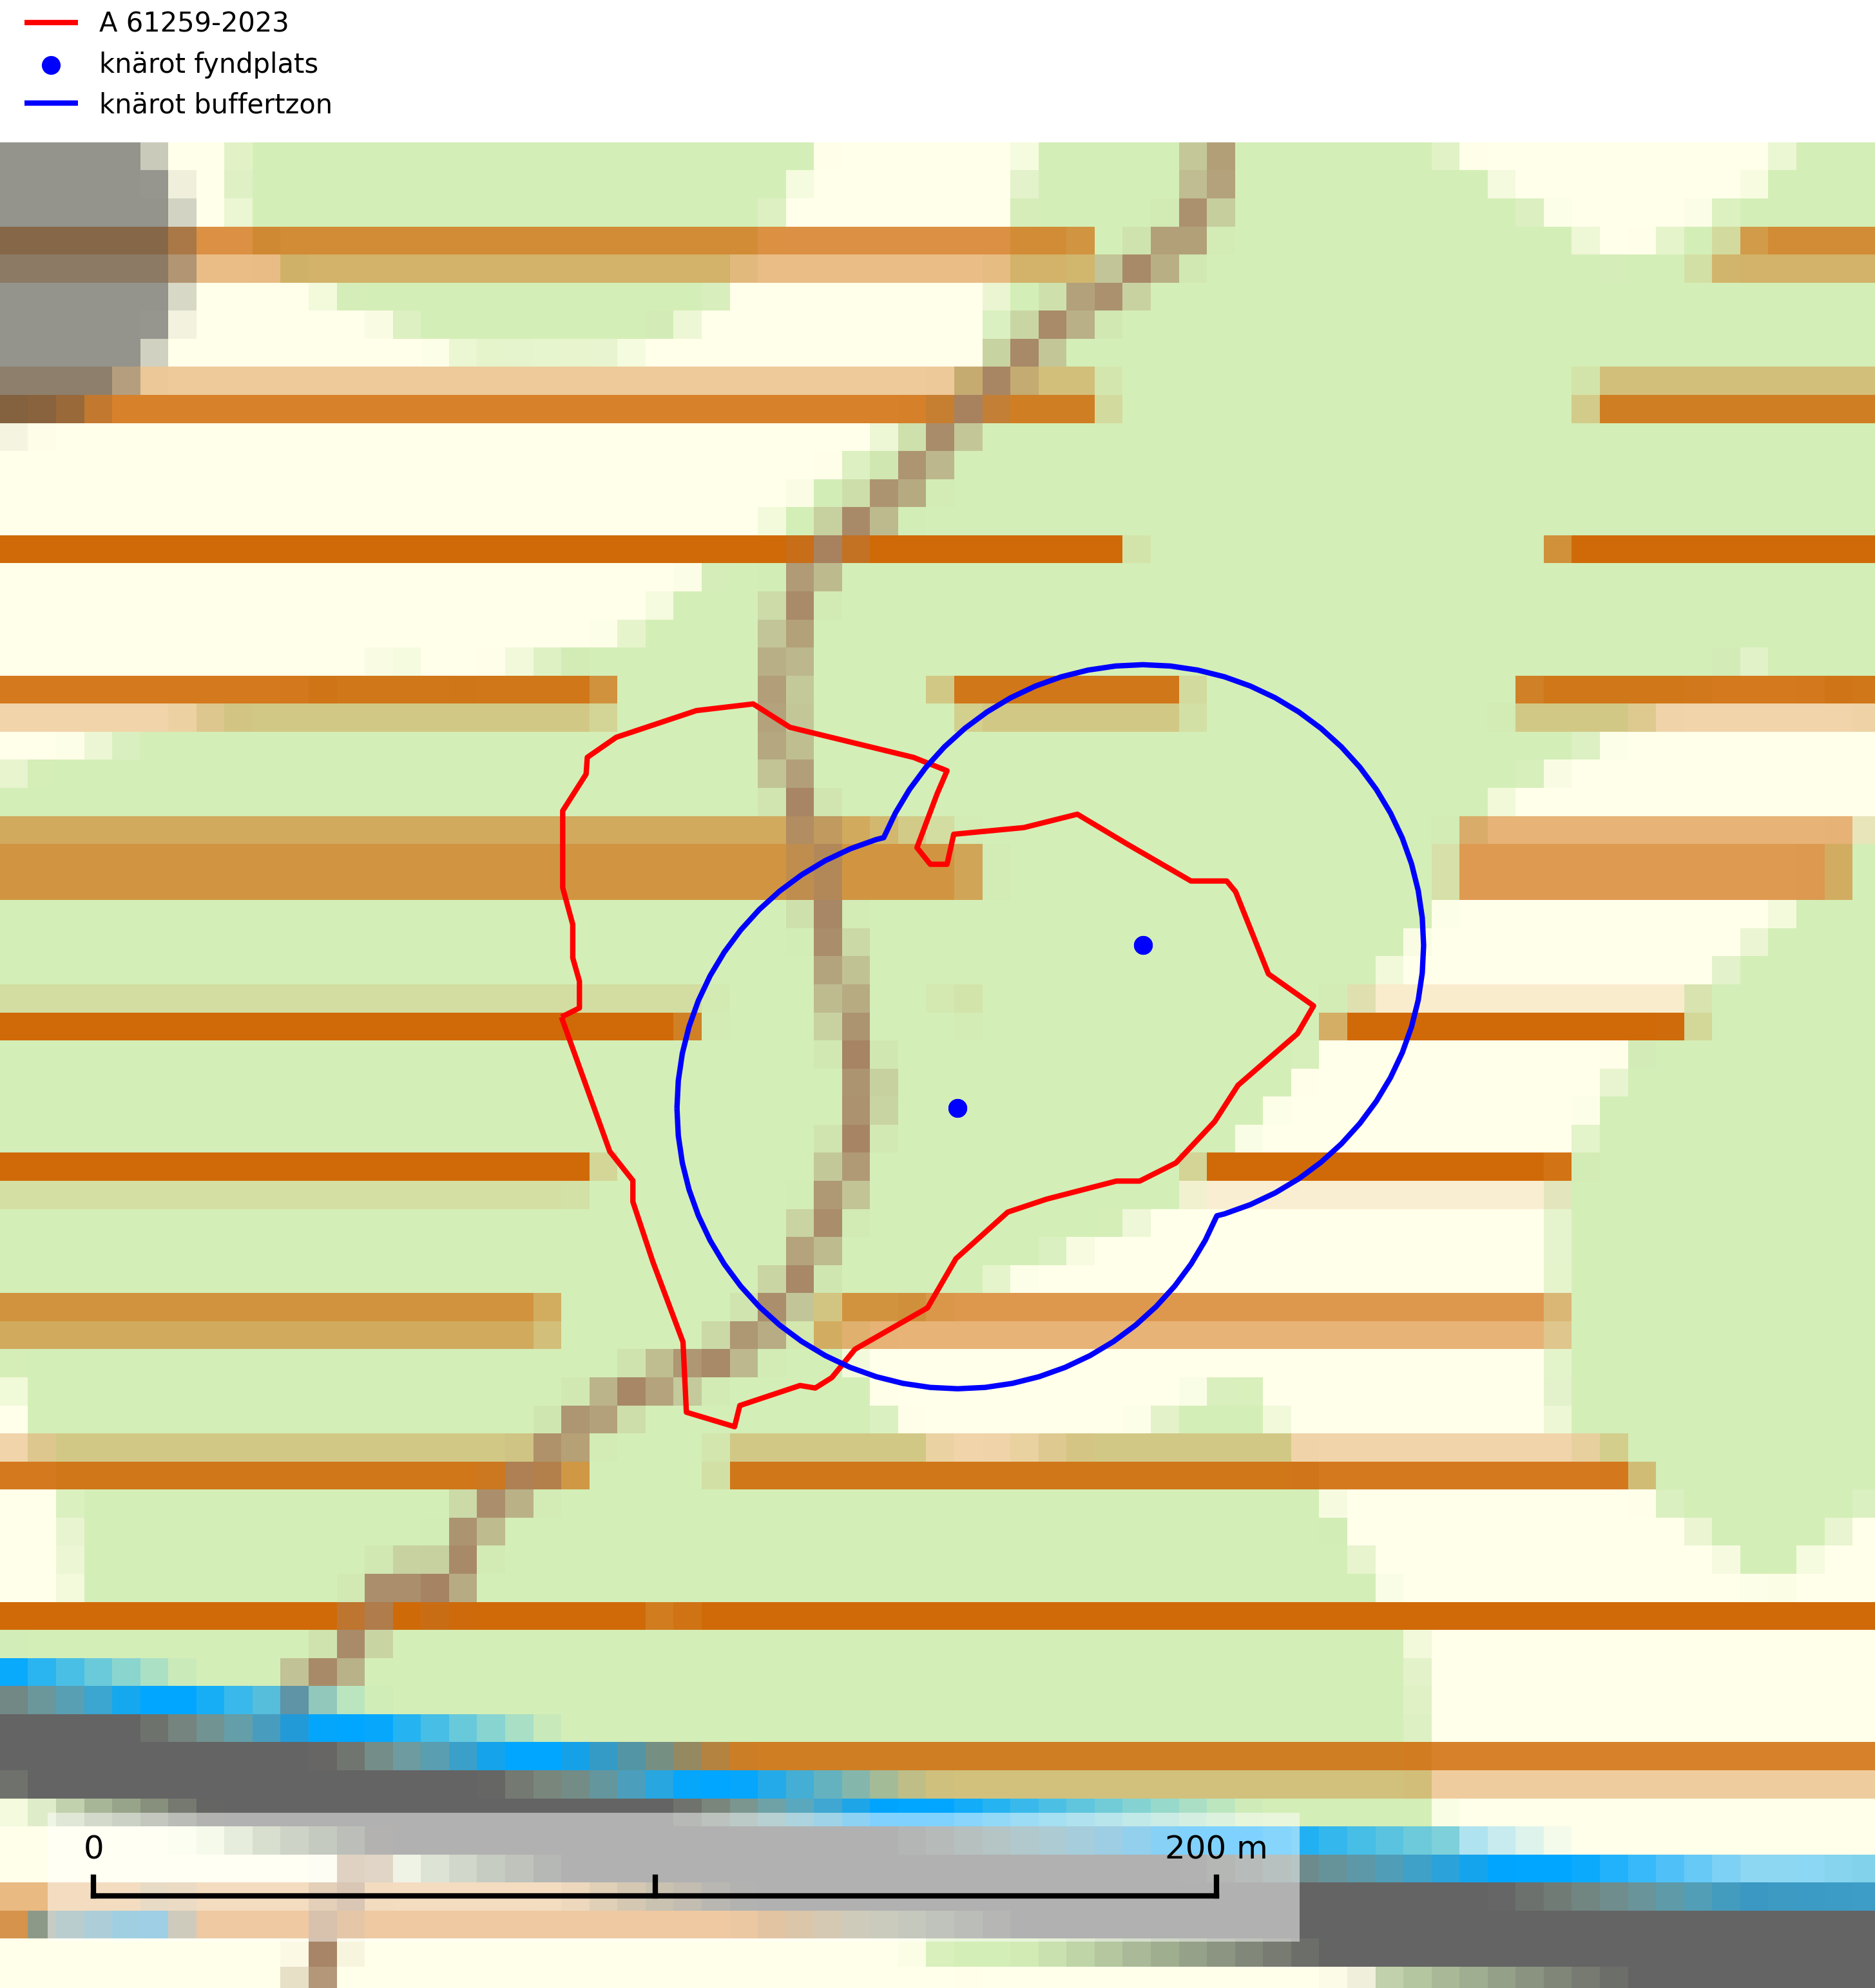 A 61259-2023
knärot fyndplats
knärot buffertzon
0 200 m